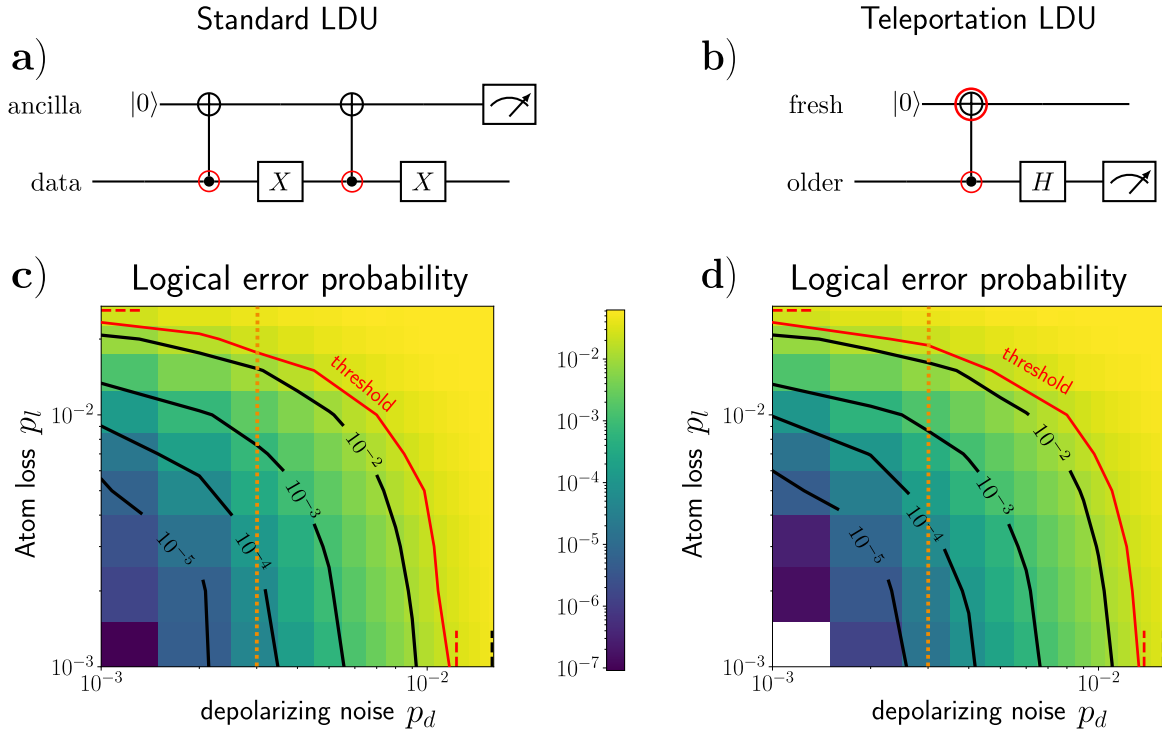 Standard LDU
Teleportation LDU
a)
b)
ancilla
|0⟩
data
X
X
fresh
|0⟩
older
H
c)
Logical error probability
d)
Logical error probability
threshold
10⁻²
10⁻³
10⁻⁴
10⁻⁵
10⁻²
10⁻³
Atom loss pₗ
10⁻³
10⁻²
depolarizing noise p_d
10⁻²
10⁻³
10⁻⁴
10⁻⁵
10⁻⁶
10⁻⁷
threshold
10⁻²
10⁻³
10⁻⁴
10⁻⁵
10⁻²
10⁻³
Atom loss pₗ
10⁻³
10⁻²
depolarizing noise p_d